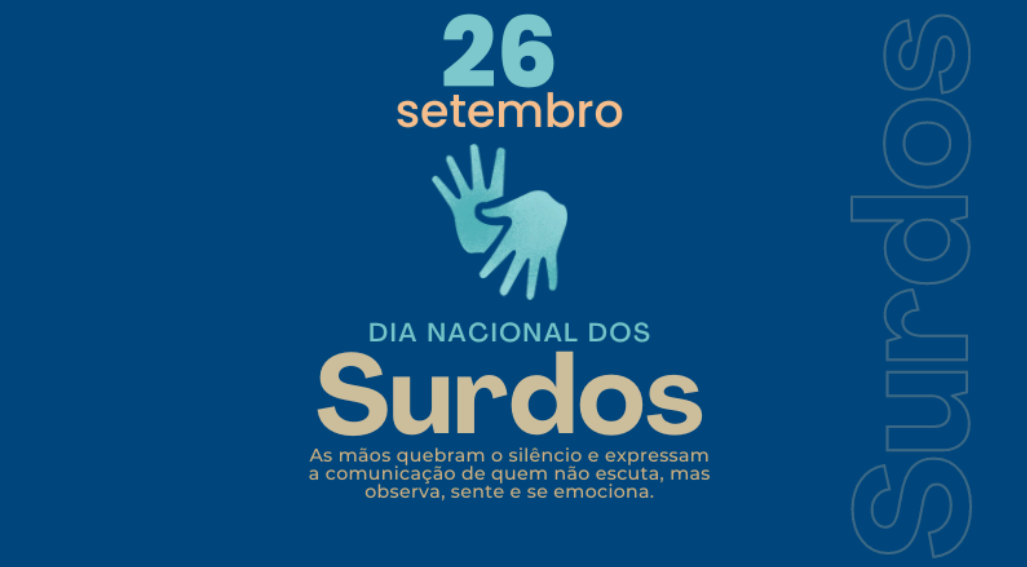 26
setembro
DIA NACIONAL DOS
Surdos
As mãos quebram o silêncio e expressam
a comunicação de quem não escuta, mas
observa, sente e se emociona.
Surdos